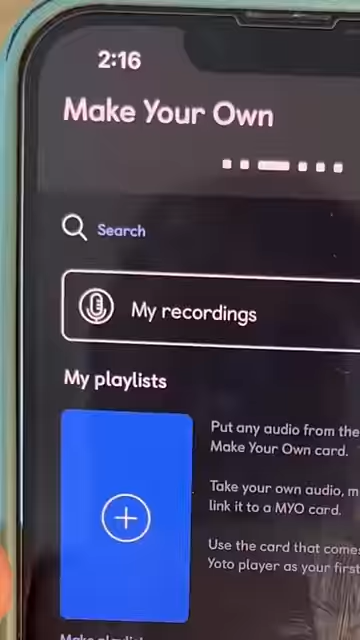 2:16
Make Your Own
Search
My recordings
My playlists
Put any audio from the
Make Your Own card.
Take your own audio, m
link it to a MYO card.
Use the card that comes
Yoto player as your first
Make playlist